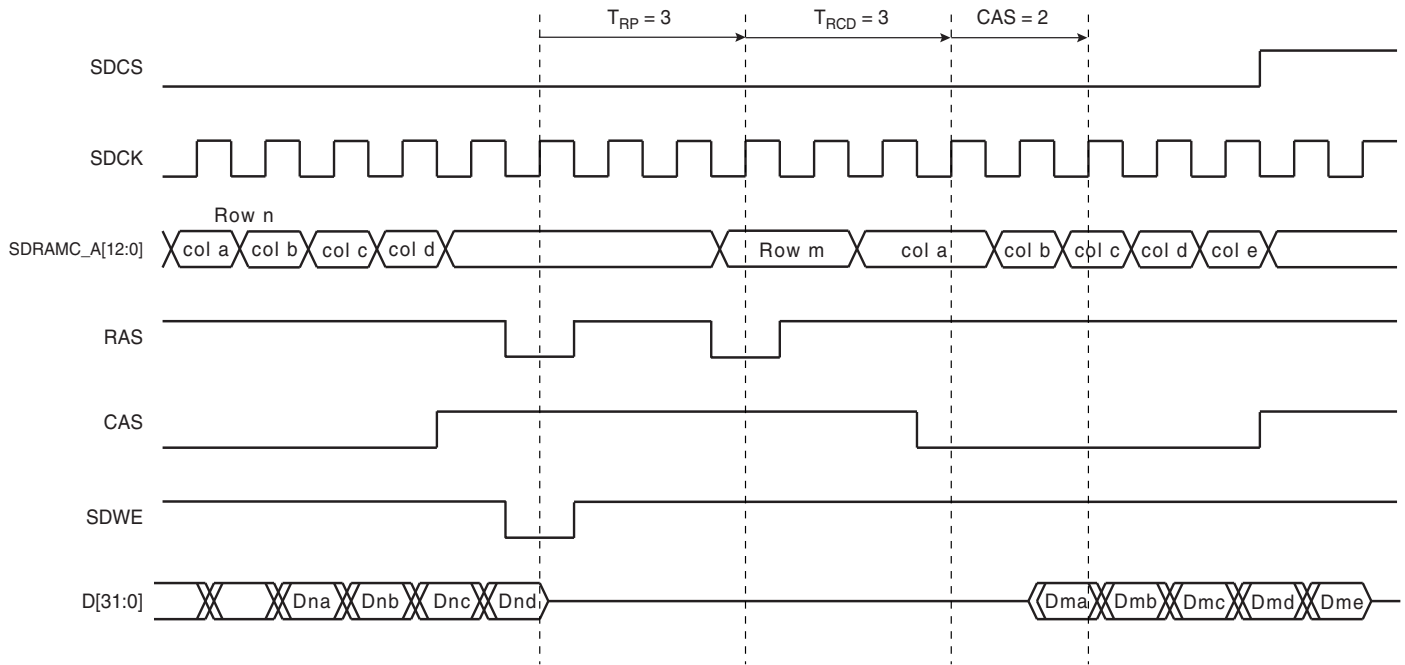 T_RP = 3
T_RCD = 3
CAS = 2
SDCS
SDCK
Row n
SDRAMC_A[12:0]
col a
col b
col c
col d
Row m
col a
col b
col c
col d
col e
RAS
CAS
SDWE
D[31:0]
Dna
Dnb
Dnc
Dnd
Dma
Dmb
Dmc
Dmd
Dme